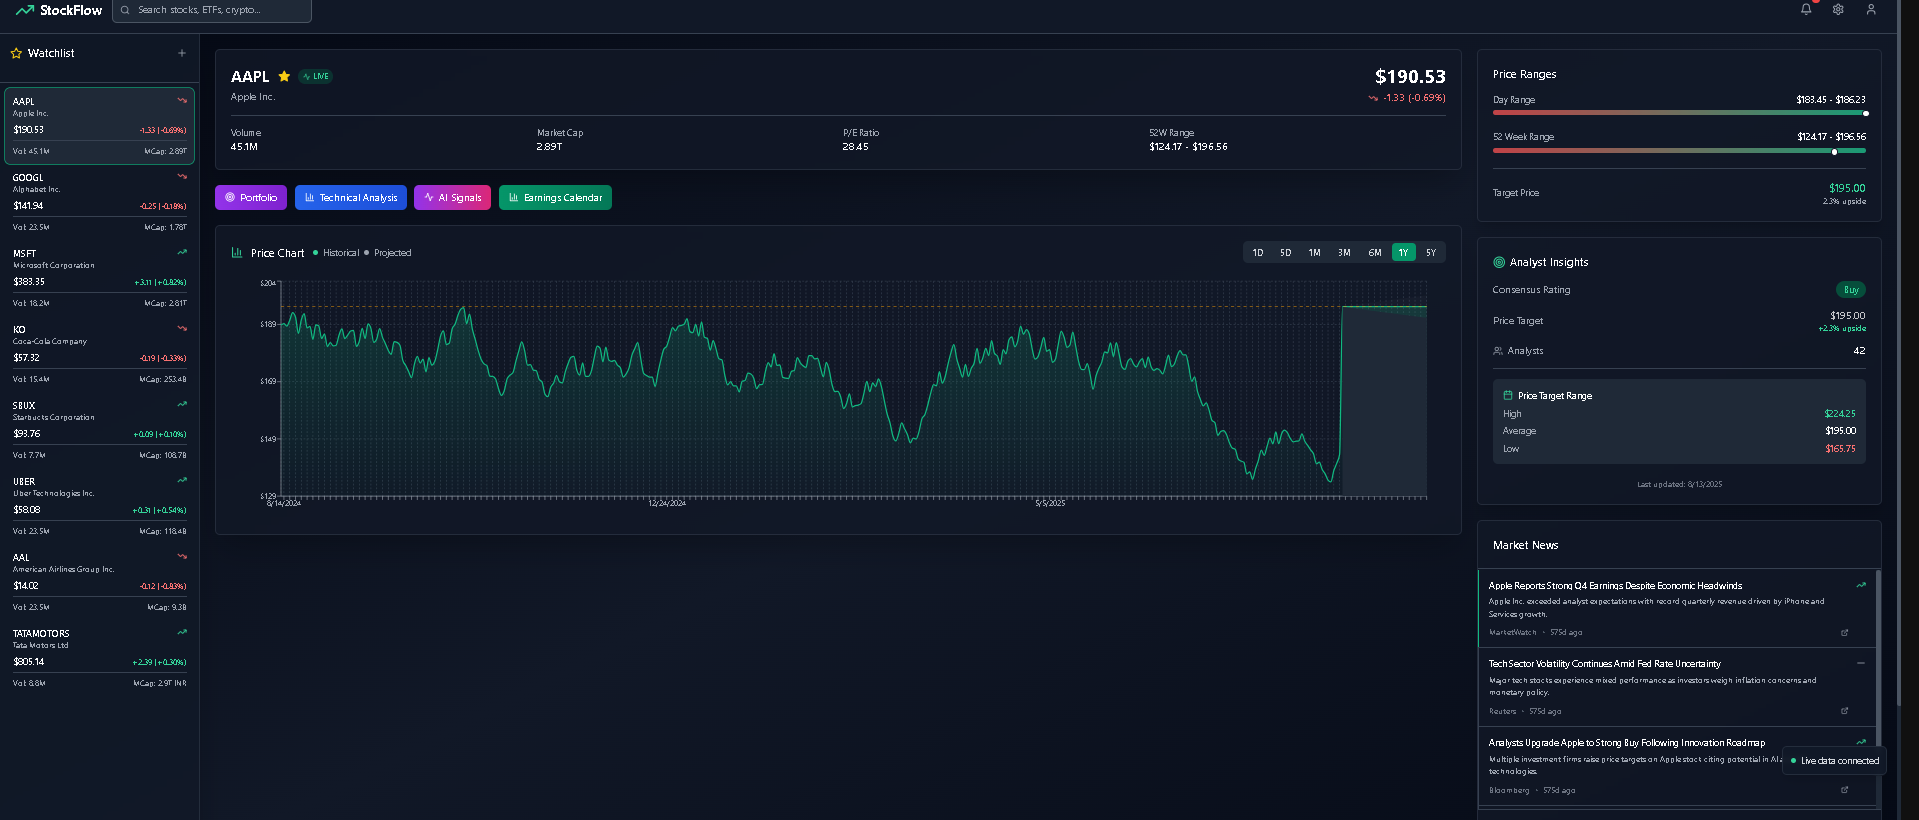 StockFlow
Search stocks, ETFs, crypto...
Watchlist
AAPL
Apple Inc.
$190.53 -1.33 (-0.69%)
Vol: 45.1M MCap: 2.89T
GOOGL
Alphabet Inc.
$141.94 -0.25 (-0.18%)
Vol: 23.5M MCap: 1.78T
MSFT
Microsoft Corporation
$383.35 +3.11 (+0.82%)
Vol: 18.2M MCap: 2.81T
KO
Coca-Cola Company
$57.32 -0.19 (-0.33%)
Vol: 15.4M MCap: 253.4B
SBUX
Starbucks Corporation
$93.76 +0.09 (+0.10%)
Vol: 7.7M MCap: 108.7B
UBER
Uber Technologies Inc.
$58.08 +0.31 (+0.54%)
Vol: 23.5M MCap: 118.4B
AAL
American Airlines Group Inc.
$14.02 -0.12 (-0.83%)
Vol: 23.5M MCap: 9.3B
TATAMOTORS
Tata Motors Ltd
$805.14 +2.39 (+0.30%)
Vol: 8.8M MCap: 2.9T INR
AAPL LIVE
Apple Inc.
$190.53
-1.33 (-0.69%)
Volume Market Cap P/E Ratio 52W Range
45.1M 2.89T 28.45 $124.17 - $196.56
Portfolio Technical Analysis AI Signals Earnings Calendar
Price Chart Historical Projected 1D 5D 1M 3M 6M 1Y 5Y
$204
$189
$169
$149
$129
8/14/2024 12/24/2024 5/5/2025
Price Ranges
Day Range $183.45 - $186.23
52 Week Range $124.17 - $196.56
Target Price $195.00
2.3% upside
Analyst Insights
Consensus Rating Buy
Price Target $195.00
+2.3% upside
Analysts 42
Price Target Range
High $224.25
Average $195.00
Low $165.75
Last updated: 8/13/2025
Market News
Apple Reports Strong Q4 Earnings Despite Economic Headwinds
Apple Inc. exceeded analyst expectations with record quarterly revenue driven by iPhone and
Services growth.
MarketWatch • 575d ago
Tech Sector Volatility Continues Amid Fed Rate Uncertainty
Major tech stocks experience mixed performance as investors weigh inflation concerns and
monetary policy.
Reuters • 575d ago
Analysts Upgrade Apple to Strong Buy Following Innovation Roadmap
Multiple investment firms raise price targets on Apple stock citing potential in AI
technologies.
Bloomberg • 575d ago
Live data connected